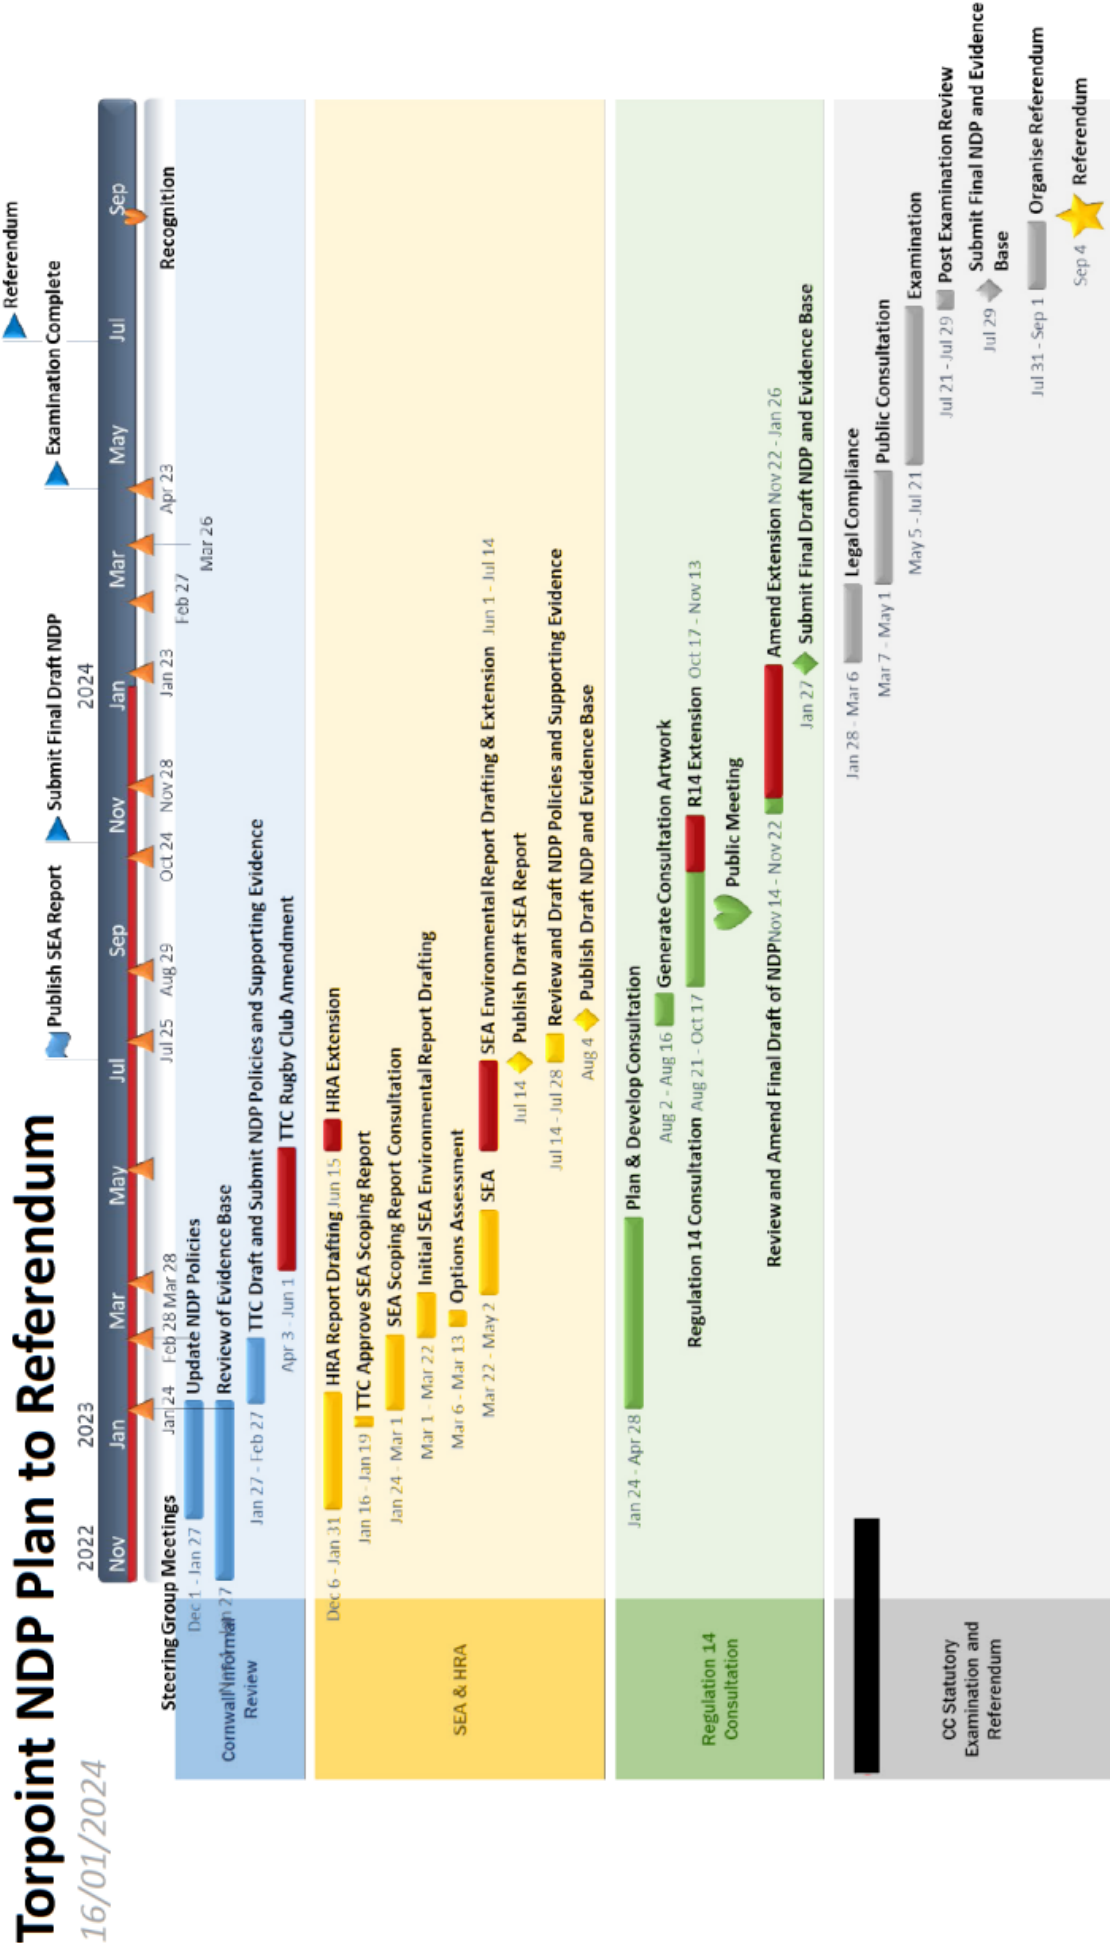 Torpoint NDP Plan to Referendum
16/01/2024
Publish SEA Report
Submit Final Draft NDP
Examination Complete
Referendum
2022
2023
2024
Nov
Jan
Mar
May
Jul
Sep
Nov
Jan
Mar
May
Jul
Sep
Steering Group Meetings
Jan 24
Feb 28
Mar 28
Jul 25
Aug 29
Oct 24
Nov 28
Jan 23
Feb 27
Mar 26
Apr 23
Recognition
Cornwall Informal
Review
Dec 1 - Jan 27
Update NDP Policies
Review of Evidence Base
Jan 27 - Feb 27
TTC Draft and Submit NDP Policies and Supporting Evidence
Apr 3 - Jun 1
TTC Rugby Club Amendment
SEA & HRA
Dec 6 - Jan 31
HRA Report Drafting
Jun 15
HRA Extension
Jan 16 - Jan 19
TTC Approve SEA Scoping Report
Jan 24 - Mar 1
SEA Scoping Report Consultation
Mar 1 - Mar 22
Initial SEA Environmental Report Drafting
Mar 6 - Mar 13
Options Assessment
Mar 22 - May 2
SEA
SEA Environmental Report Drafting & Extension
Jun 1 - Jul 14
Jul 14
Publish Draft SEA Report
Jul 14 - Jul 28
Review and Draft NDP Policies and Supporting Evidence
Aug 4
Publish Draft NDP and Evidence Base
Regulation 14
Consultation
Jan 24 - Apr 28
Plan & Develop Consultation
Aug 2 - Aug 16
Generate Consultation Artwork
Regulation 14 Consultation
Aug 21 - Oct 17
R14 Extension
Oct 17 - Nov 13
Public Meeting
Review and Amend Final Draft of NDP
Nov 14 - Nov 22
Amend Extension
Nov 22 - Jan 26
Jan 27
Submit Final Draft NDP and Evidence Base
CC Statutory
Examination and
Referendum
Jan 28 - Mar 6
Legal Compliance
Mar 7 - May 1
Public Consultation
May 5 - Jul 21
Examination
Jul 21 - Jul 29
Post Examination Review
Jul 29
Submit Final NDP and Evidence
Base
Jul 31 - Sep 1
Organise Referendum
Sep 4
Referendum